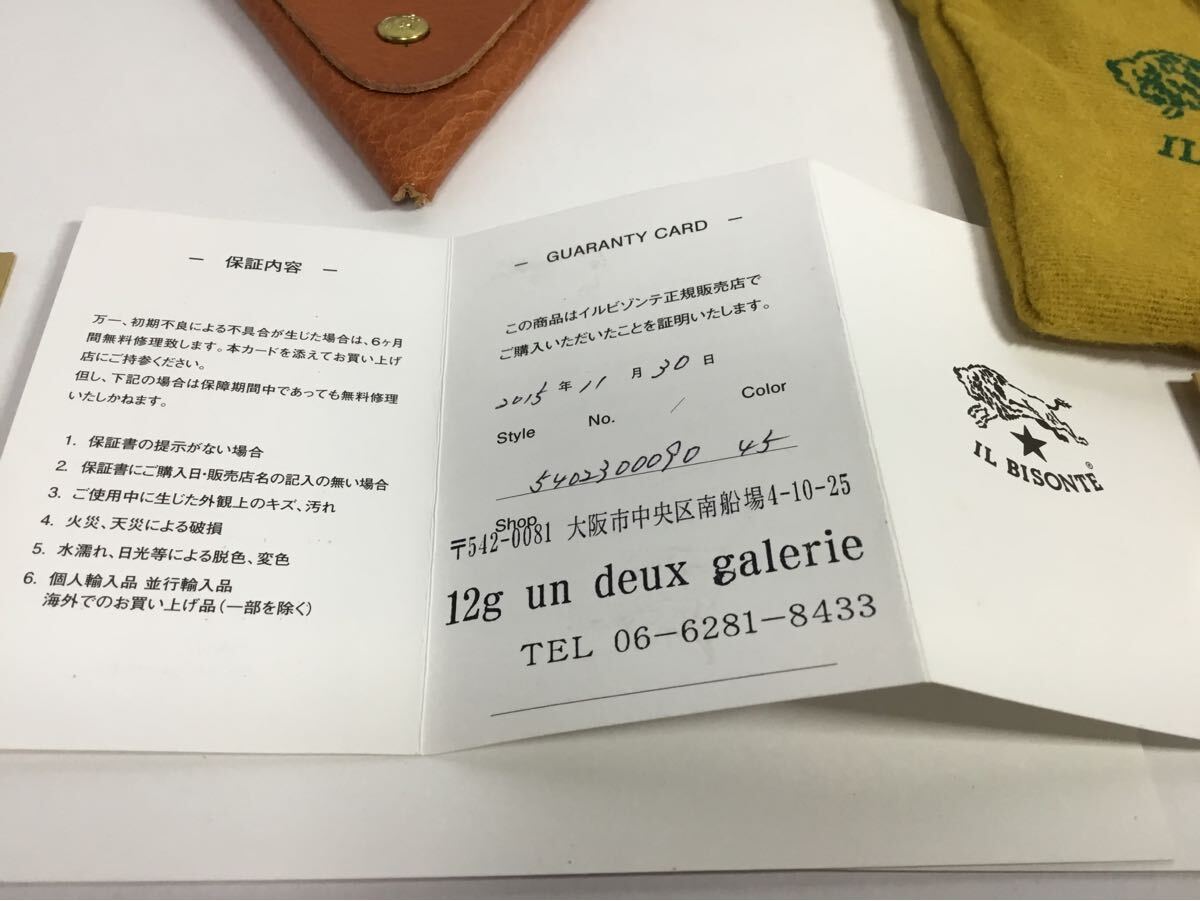 IL
— 保証内容 —
万一、初期不良による不具合が生じた場合は、6ヶ月
間無料修理致します。本カードを添えてお買い上げ
店にご持参ください。
但し、下記の場合は保障期間中であっても無料修理
いたしかねます。
1. 保証書の提示がない場合
2. 保証書にご購入日・販売店名の記入の無い場合
3. ご使用中に生じた外観上のキズ、汚れ
4. 火災、天災による破損
5. 水濡れ、日光等による脱色、変色
6. 個人輸入品 並行輸入品
海外でのお買い上げ品（一部を除く）
— GUARANTY CARD —
この商品はイルビゾンテ正規販売店で
ご購入いただいたことを証明いたします。
2015 年 11 月 30 日
Style No. / Color
5402300090 45
Shop
〒542-0081 大阪市中央区南船場4-10-25
12g un deux galerie
TEL 06-6281-8433
IL BISONTE®